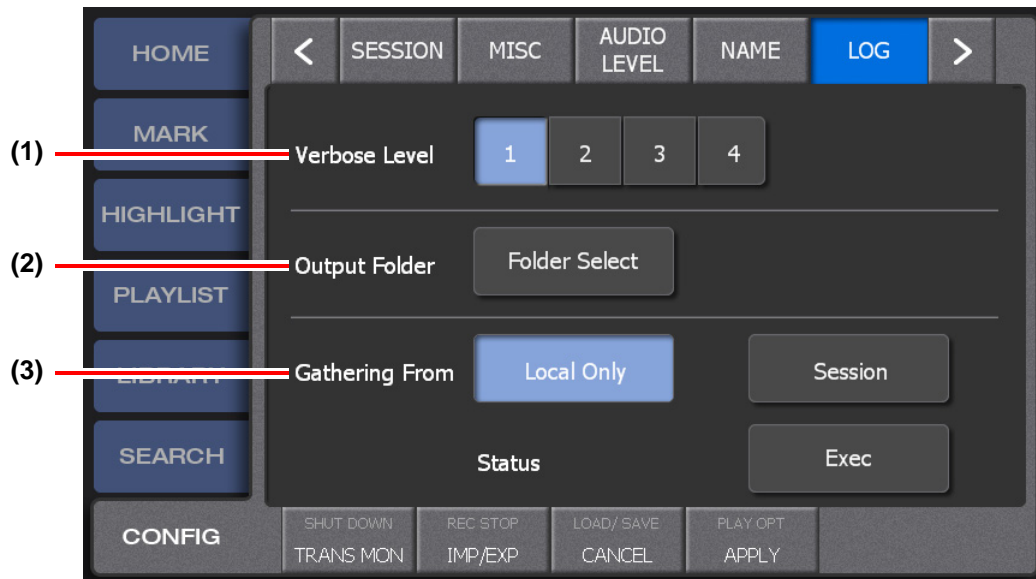 HOME
MARK
HIGHLIGHT
PLAYLIST
LIBRARY
SEARCH
CONFIG
SESSION
MISC
AUDIO
LEVEL
NAME
LOG
(1)
Verbose Level
1 2 3 4
(2)
Output Folder
Folder Select
(3)
Gathering From
Local Only
Session
Status
Exec
SHUT DOWN
TRANS MON
REC STOP
IMP/EXP
LOAD/ SAVE
CANCEL
PLAY OPT
APPLY